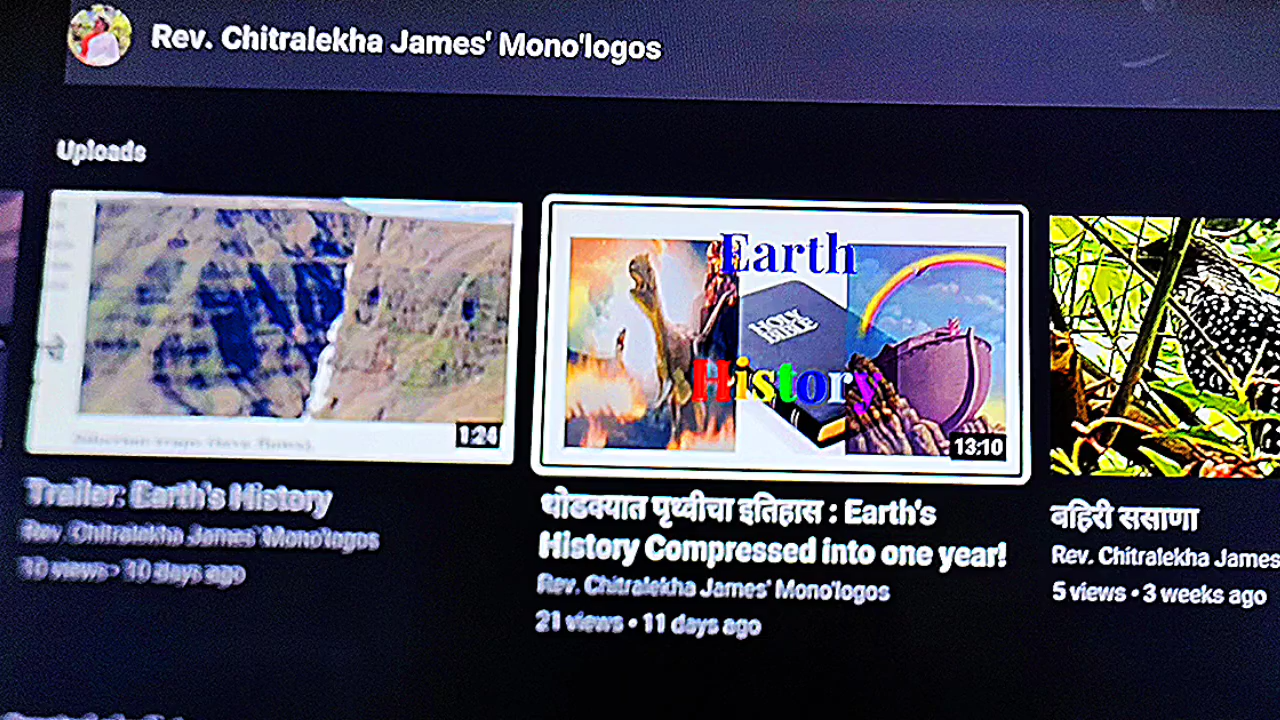 Rev. Chitralekha James' Mono'logos
Uploads
Earth
HOLY BIBLE
History
1:24
13:10
Trailer: Earth's History
Rev. Chitralekha James' Mono'logos
10 views • 10 days ago
थोडक्यात पृथ्वीचा इतिहास : Earth's
History Compressed into one year!
Rev. Chitralekha James' Mono'logos
21 views • 11 days ago
बहिरी ससाणा
Rev. Chitralekha James'
5 views • 3 weeks ago